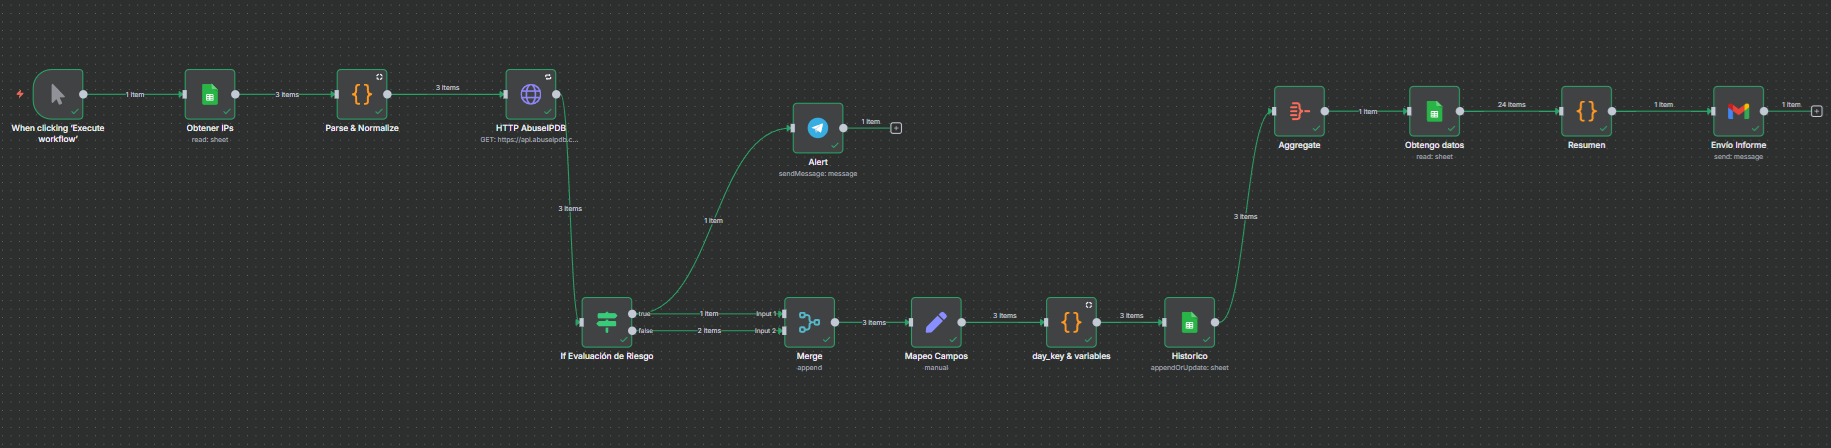 1 item
3 items
3 items
When clicking ‘Execute
workflow’
Obtener IPs
read: sheet
Parse & Normalize
HTTP AbuseIPDB
GET: https://api.abuseipdb.c...
3 items
1 item
Alert
sendMessage: message
1 item
1 item
24 items
1 item
1 item
Aggregate
Obtengo datos
read: sheet
Resumen
Envío Informe
send: message
3 items
true
1 item
Input 1
false
2 items
Input 2
If Evaluación de Riesgo
Merge
append
3 items
Mapeo Campos
manual
3 items
day_key & variables
3 items
Historico
appendOrUpdate: sheet